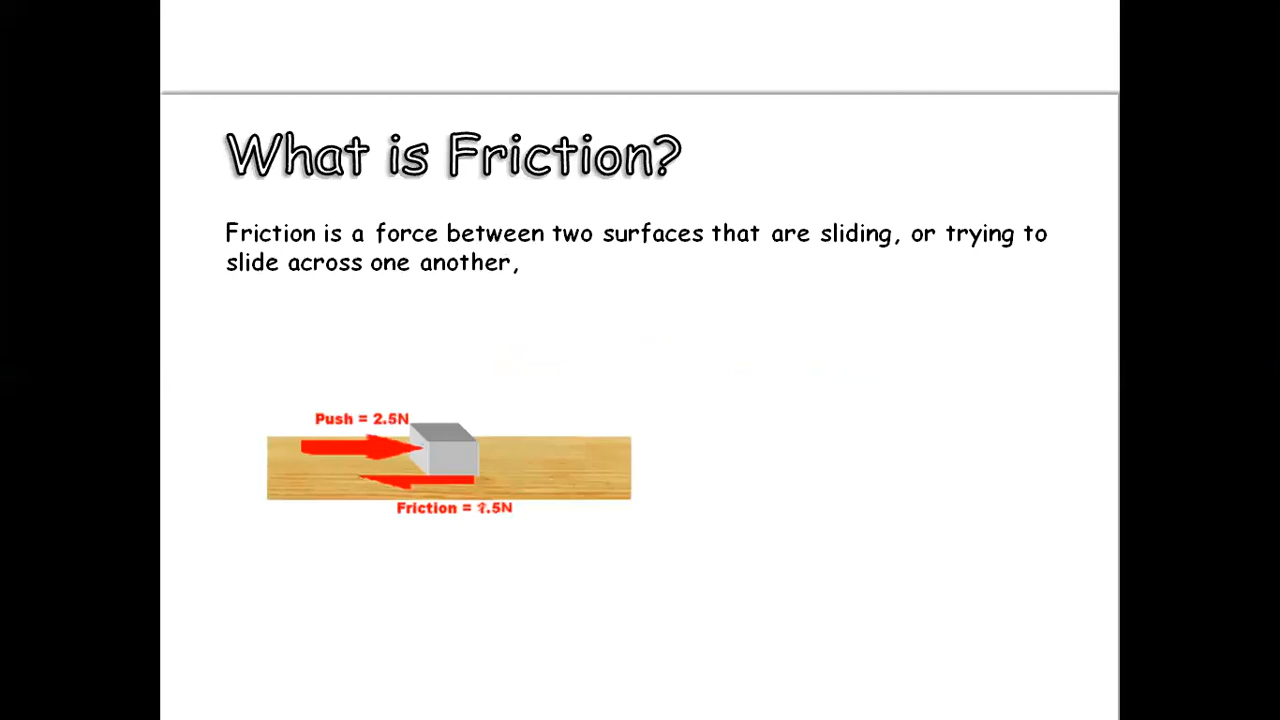 What is Friction?
Friction is a force between two surfaces that are sliding, or trying to
slide across one another,
Push = 2.5N
Friction =